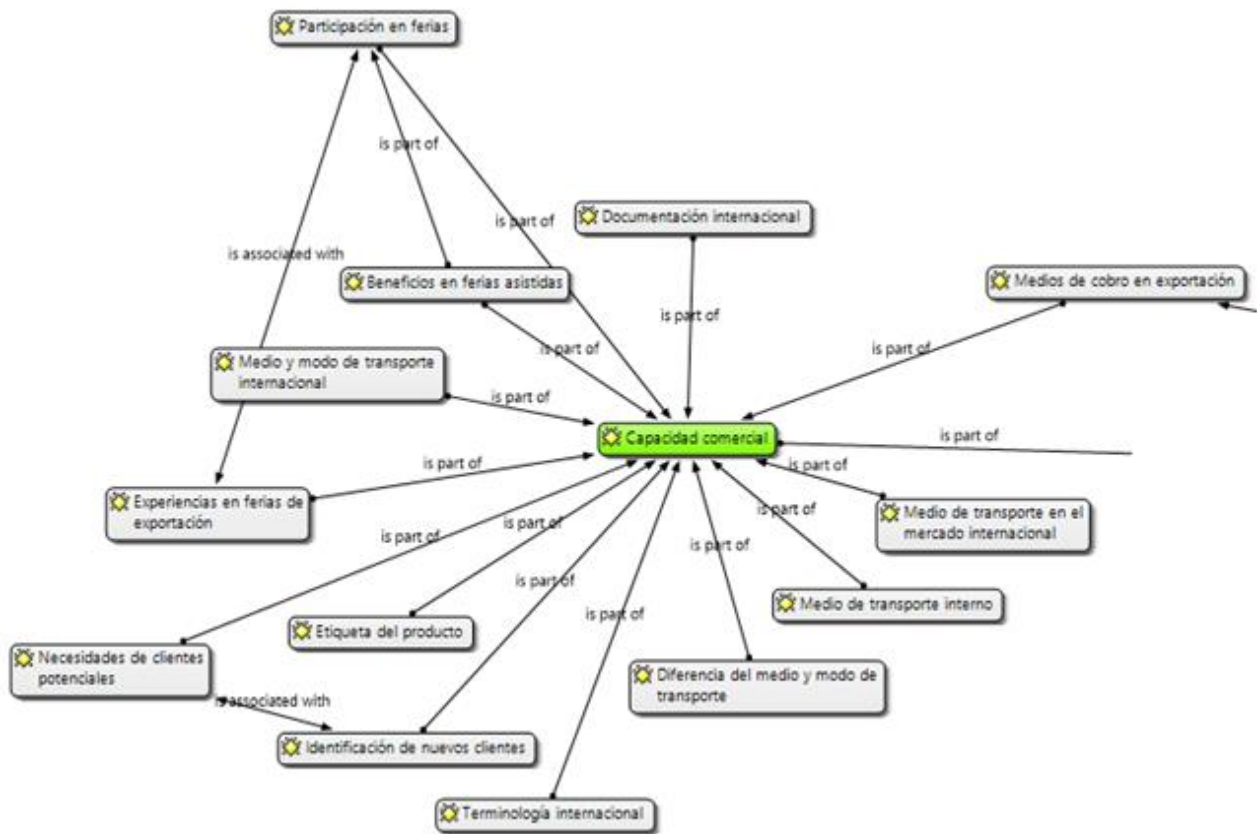 Participación en ferias
is part of
is part of
Documentación internacional
is associated with
Beneficios en ferias asistidas
Medios de cobro en exportación
is part of
is part of
is part of
Medio y modo de transporte
internacional
is part of
Capacidad comercial
is part of
is part of
is part of
Experiencias en ferias de
exportación
Medio de transporte en el
mercado internacional
is part of
is part of
is part of
is part of
is part of
Medio de transporte interno
is part of
Etiqueta del producto
Necesidades de clientes
potenciales
Diferencia del medio y modo de
transporte
is associated with
Identificación de nuevos clientes
Terminología internacional